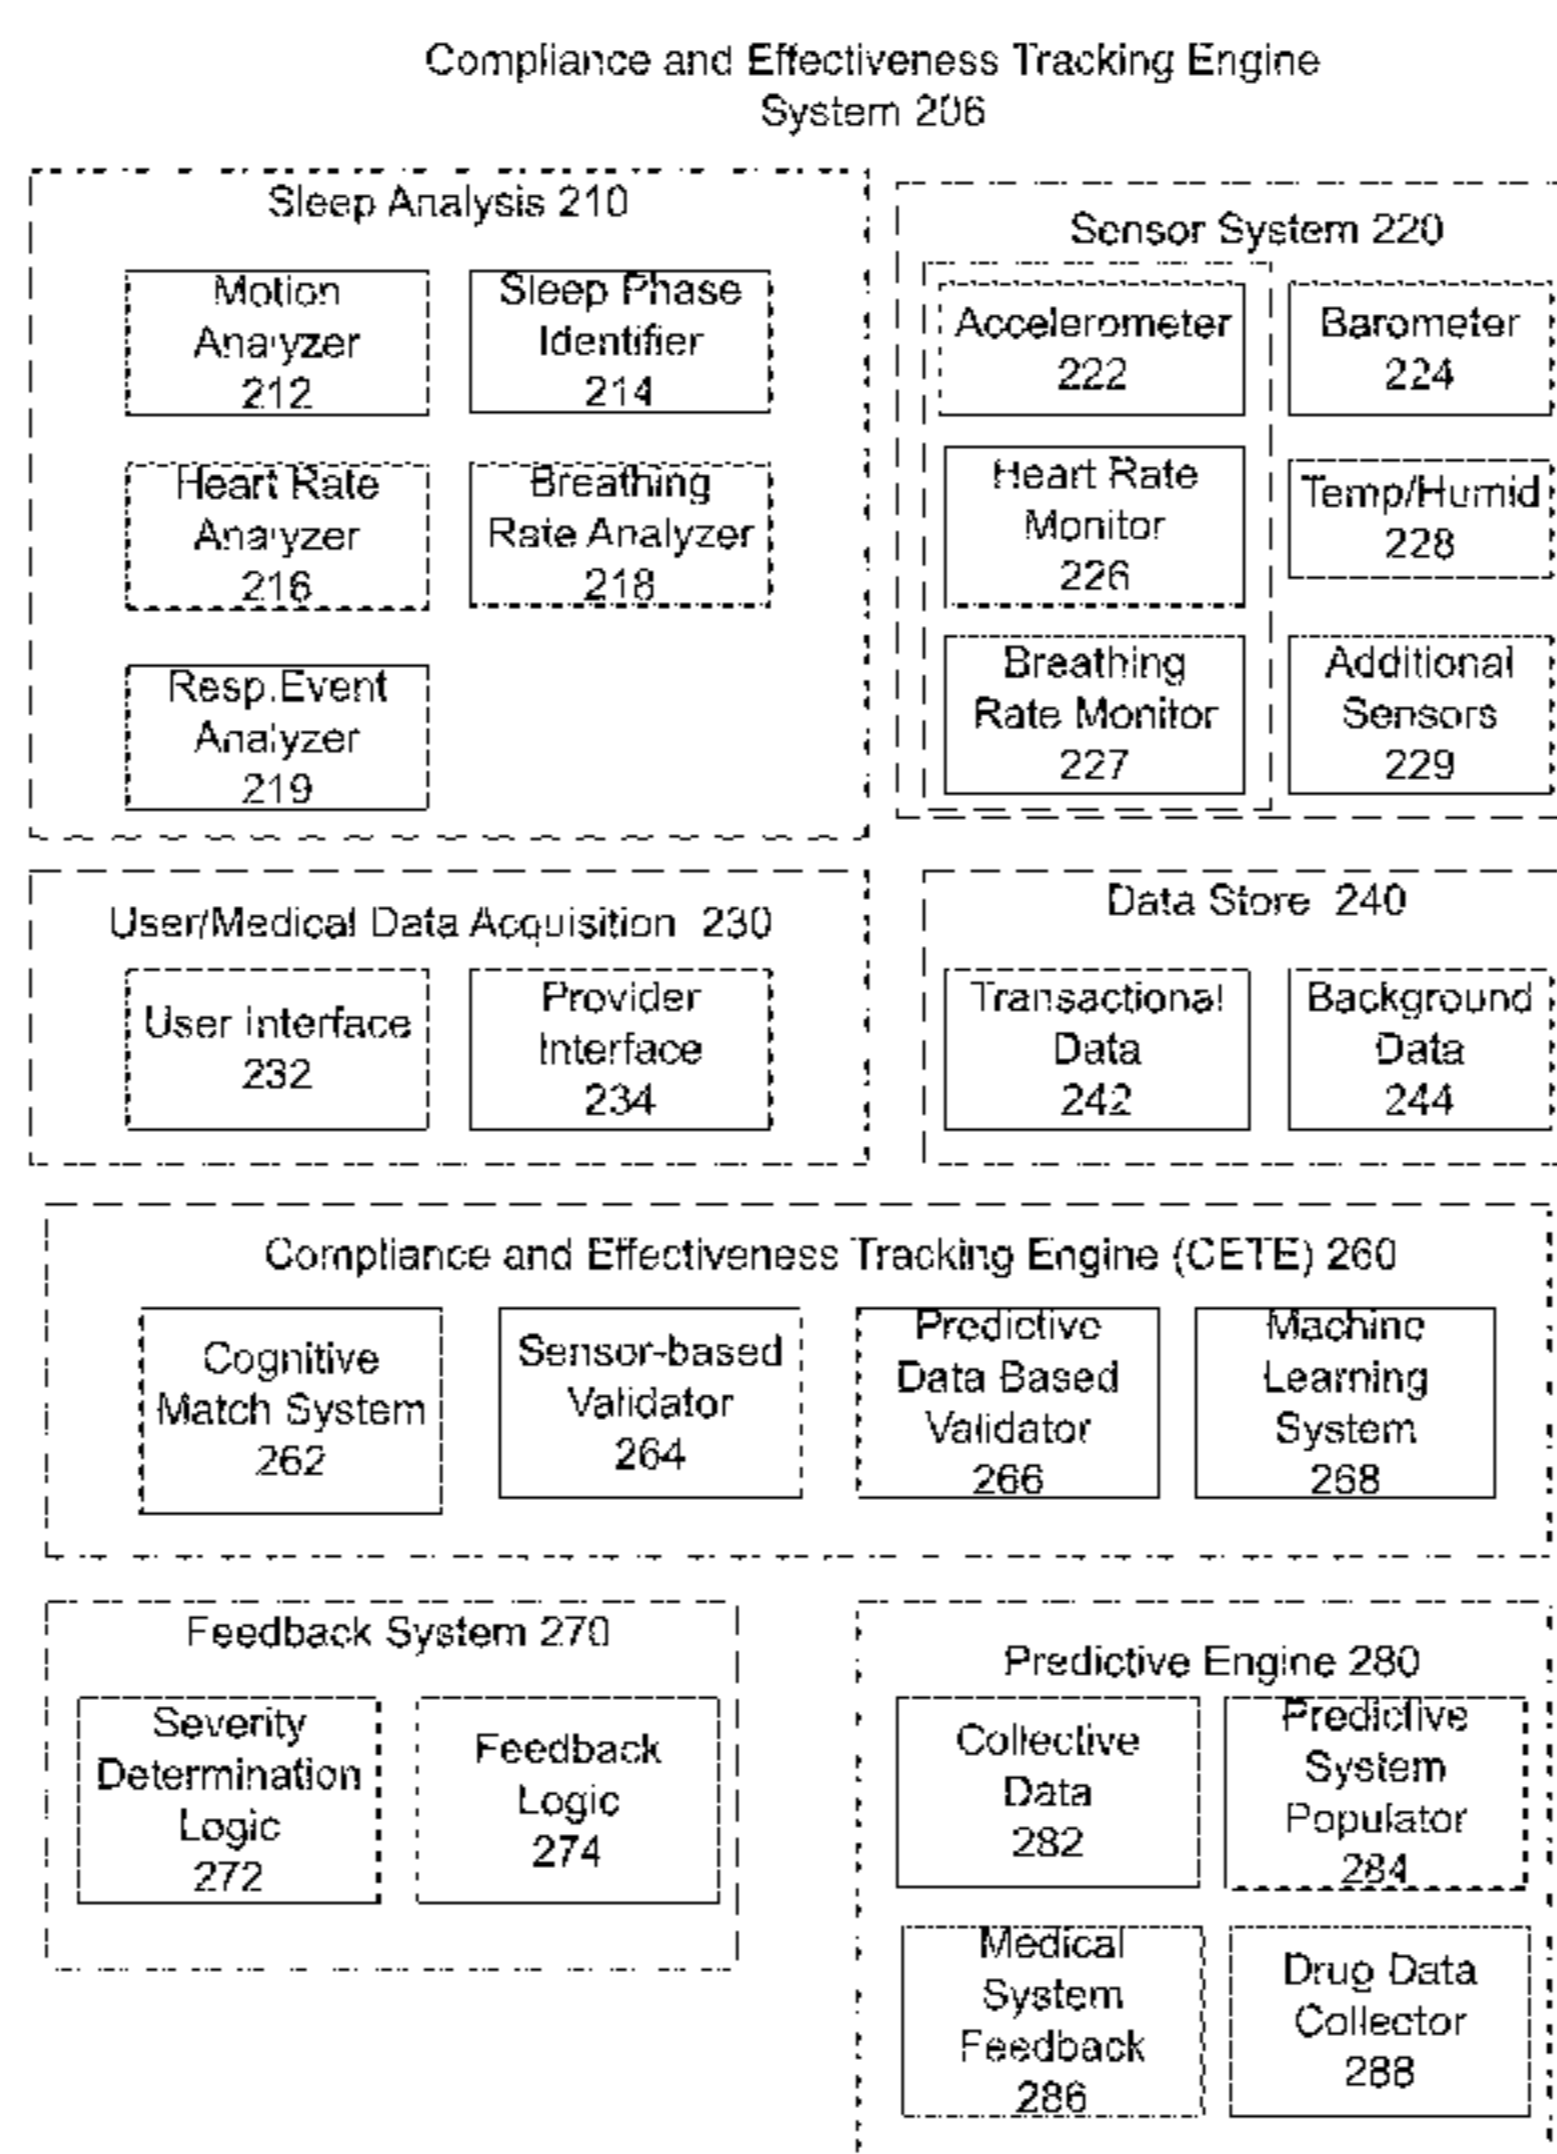 Compliance and Effectiveness Tracking Engine
System 206
Sleep Analysis 210
Motion
Analyzer
212
Sleep Phase
Identifier
214
Heart Rate
Analyzer
216
Breathing
Rate Analyzer
218
Resp.Event
Analyzer
219
Sensor System 220
Accelerometer
222
Barometer
224
Heart Rate
Monitor
226
Temp/Humid
228
Breathing
Rate Monitor
227
Additional
Sensors
229
User/Medical Data Acquisition 230
User Interface
232
Provider
Interface
234
Data Store 240
Transactional
Data
242
Background
Data
244
Compliance and Effectiveness Tracking Engine (CETE) 260
Cognitive
Match System
262
Sensor-based
Validator
264
Predictive
Data Based
Validator
266
Machine
Learning
System
268
Feedback System 270
Severity
Determination
Logic
272
Feedback
Logic
274
Predictive Engine 280
Collective
Data
282
Predictive
System
Populator
284
Medical
System
Feedback
286
Drug Data
Collector
288